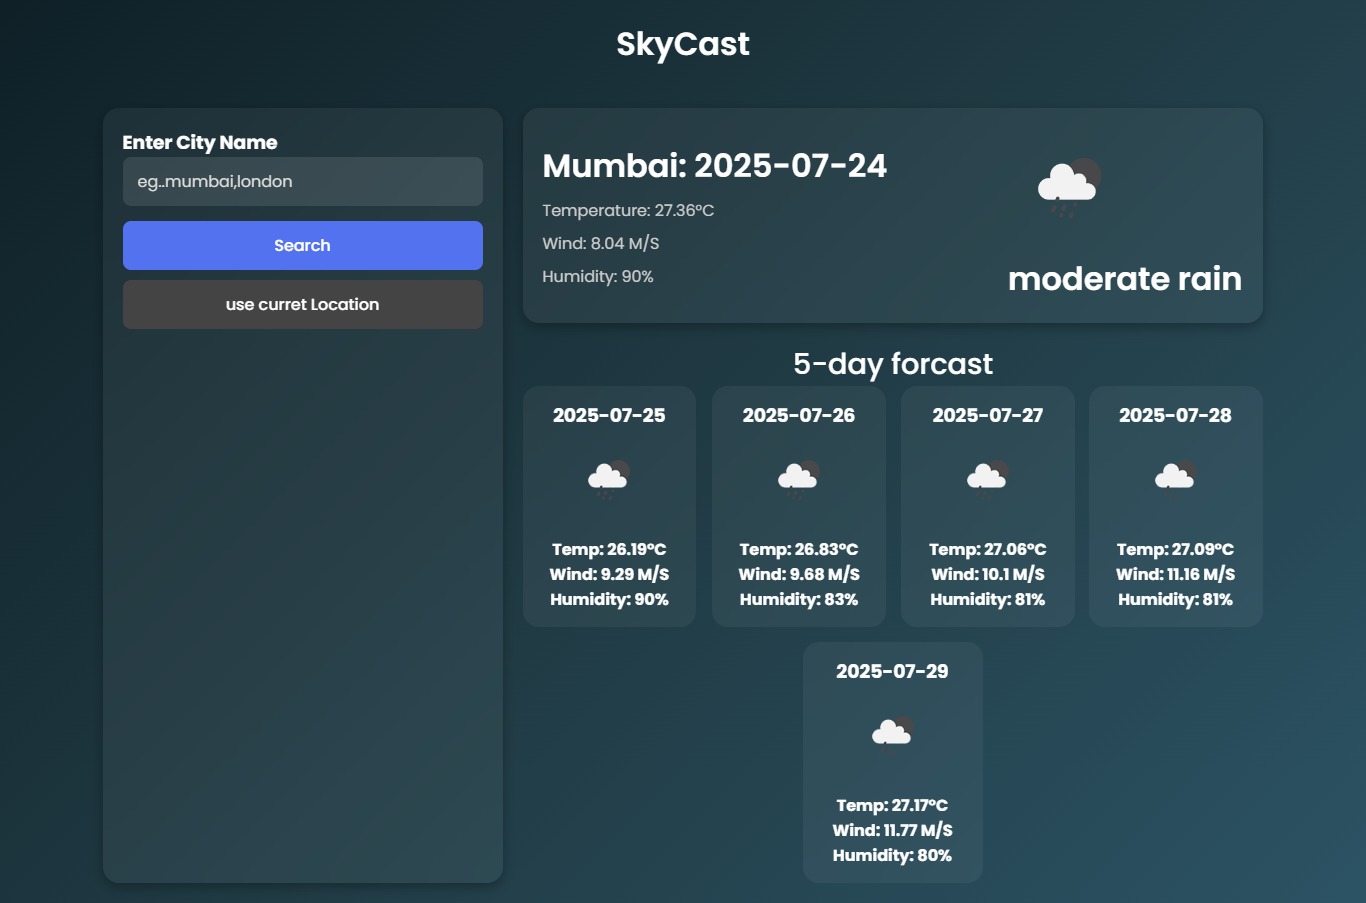 SkyCast
Enter City Name
eg..mumbai,london
Search
use curret Location
Mumbai: 2025-07-24
Temperature: 27.36°C
Wind: 8.04 M/S
Humidity: 90%
moderate rain
5-day forcast
2025-07-25
Temp: 26.19°C
Wind: 9.29 M/S
Humidity: 90%
2025-07-26
Temp: 26.83°C
Wind: 9.68 M/S
Humidity: 83%
2025-07-27
Temp: 27.06°C
Wind: 10.1 M/S
Humidity: 81%
2025-07-28
Temp: 27.09°C
Wind: 11.16 M/S
Humidity: 81%
2025-07-29
Temp: 27.17°C
Wind: 11.77 M/S
Humidity: 80%